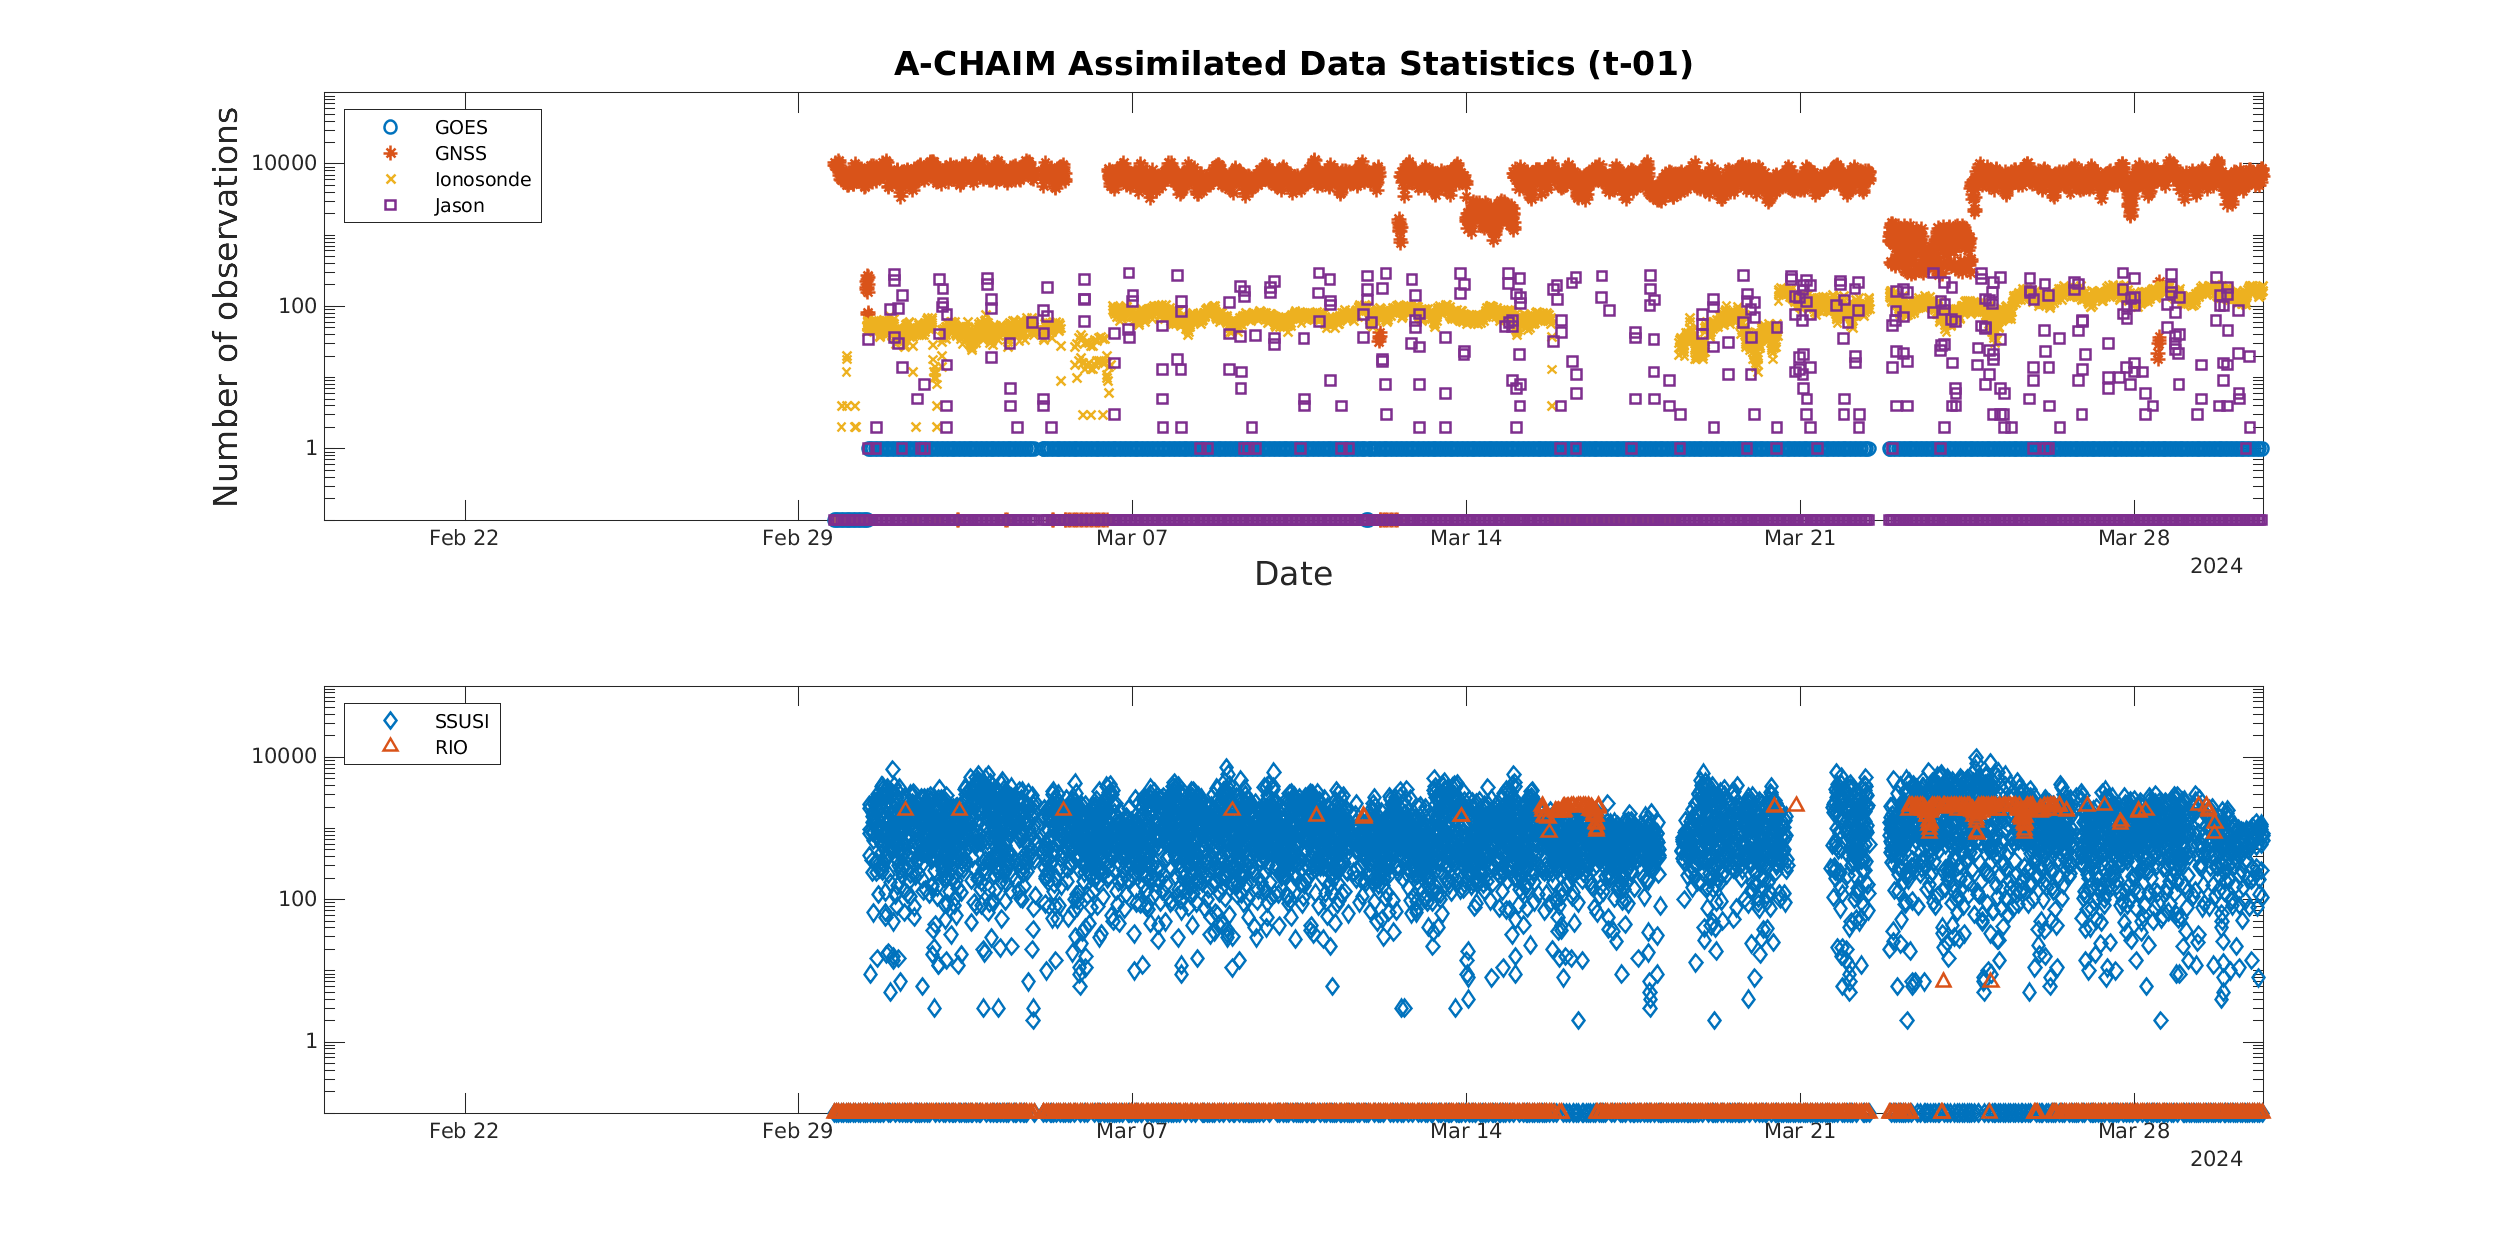 A-CHAIM Assimilated Data Statistics (t-01)
Number of observations
GOES
GNSS
Ionosonde
Jason
10000
100
1
Feb 22
Feb 29
Mar 07
Mar 14
Mar 21
Mar 28
2024
Date
SSUSI
RIO
10000
100
1
Feb 22
Feb 29
Mar 07
Mar 14
Mar 21
Mar 28
2024